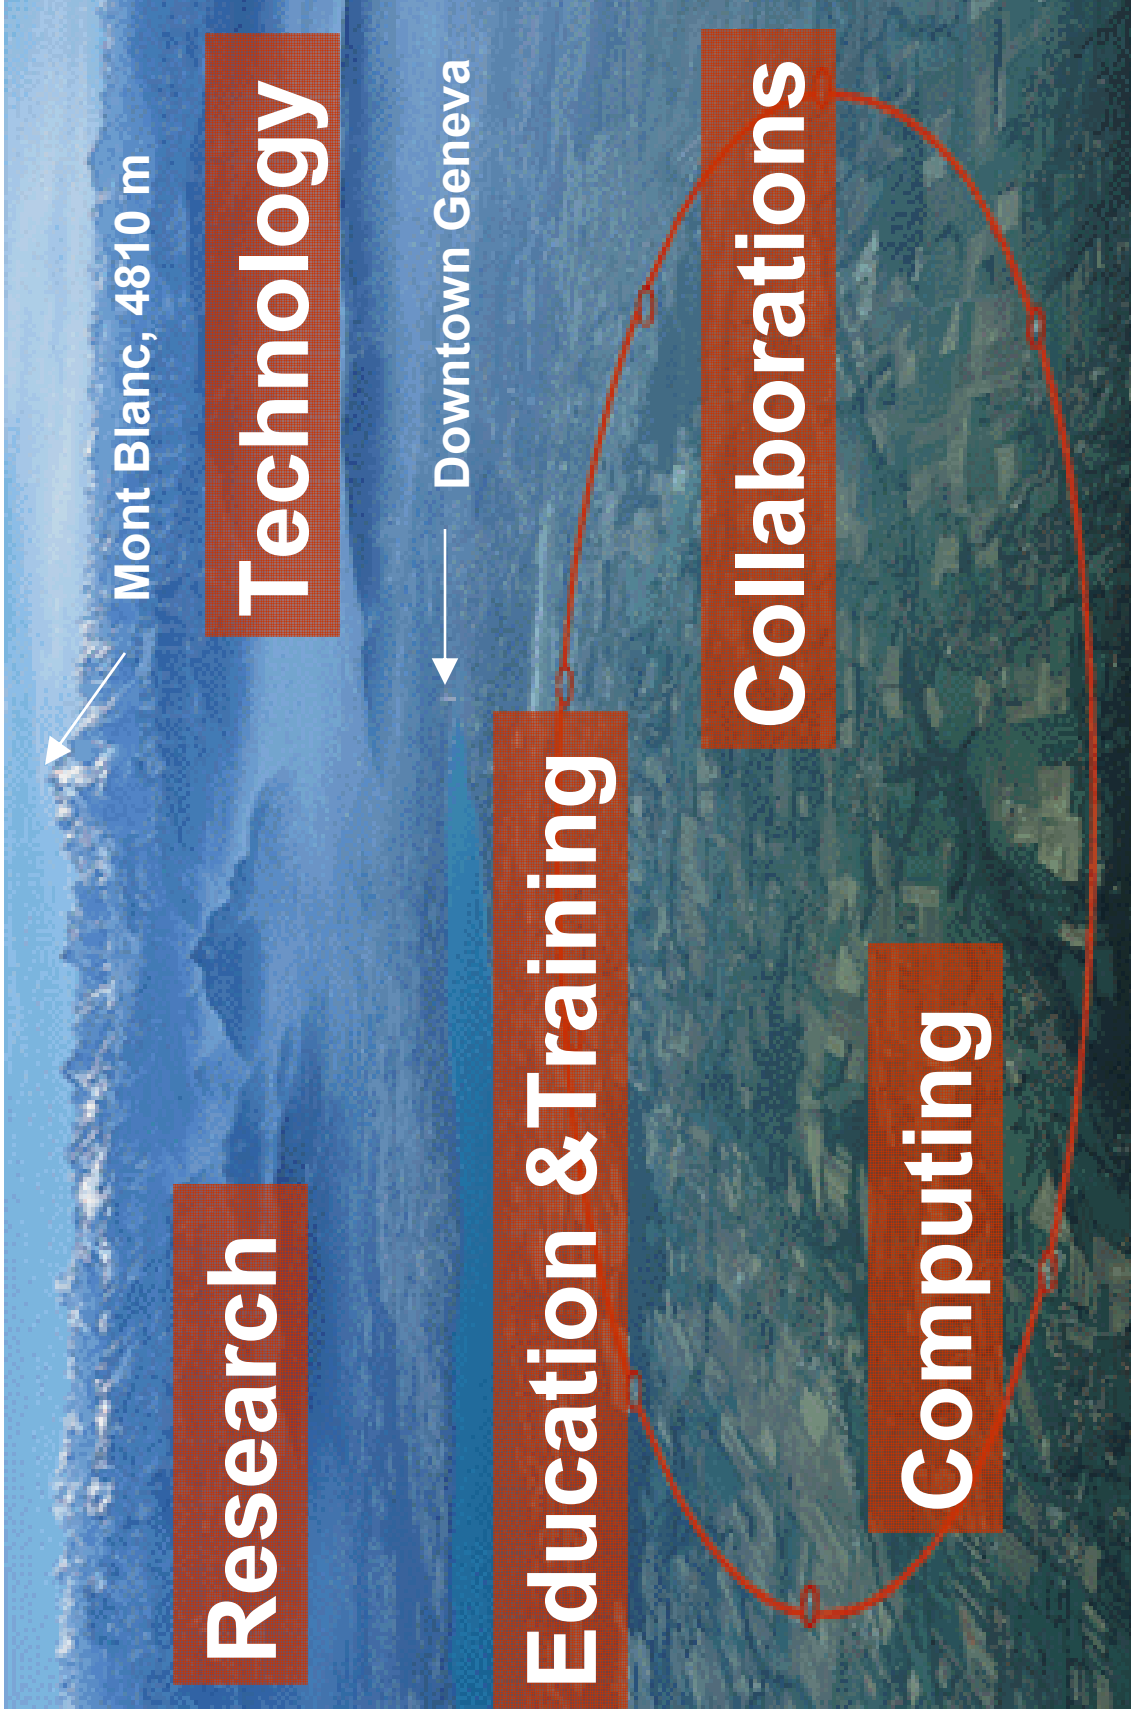 Mont Blanc, 4810 m
Technology
Research
Downtown Geneva
Education &Training
Collaborations
Computing